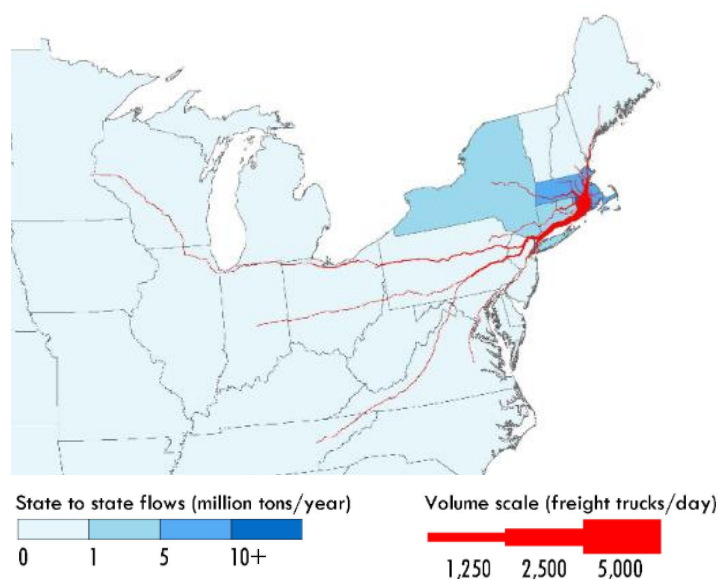 State to state flows (million tons/year)
0 1 5 10+
Volume scale (freight trucks/day)
1,250 2,500 5,000